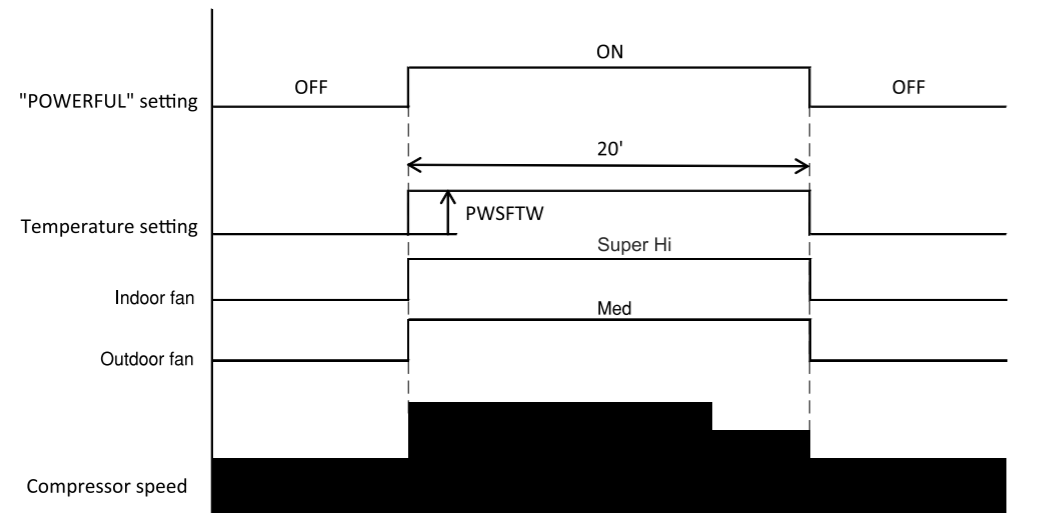 ON
OFF
OFF
"POWERFUL" setting
20'
PWSFTW
Temperature setting
Super Hi
Indoor fan
Med
Outdoor fan
Compressor speed